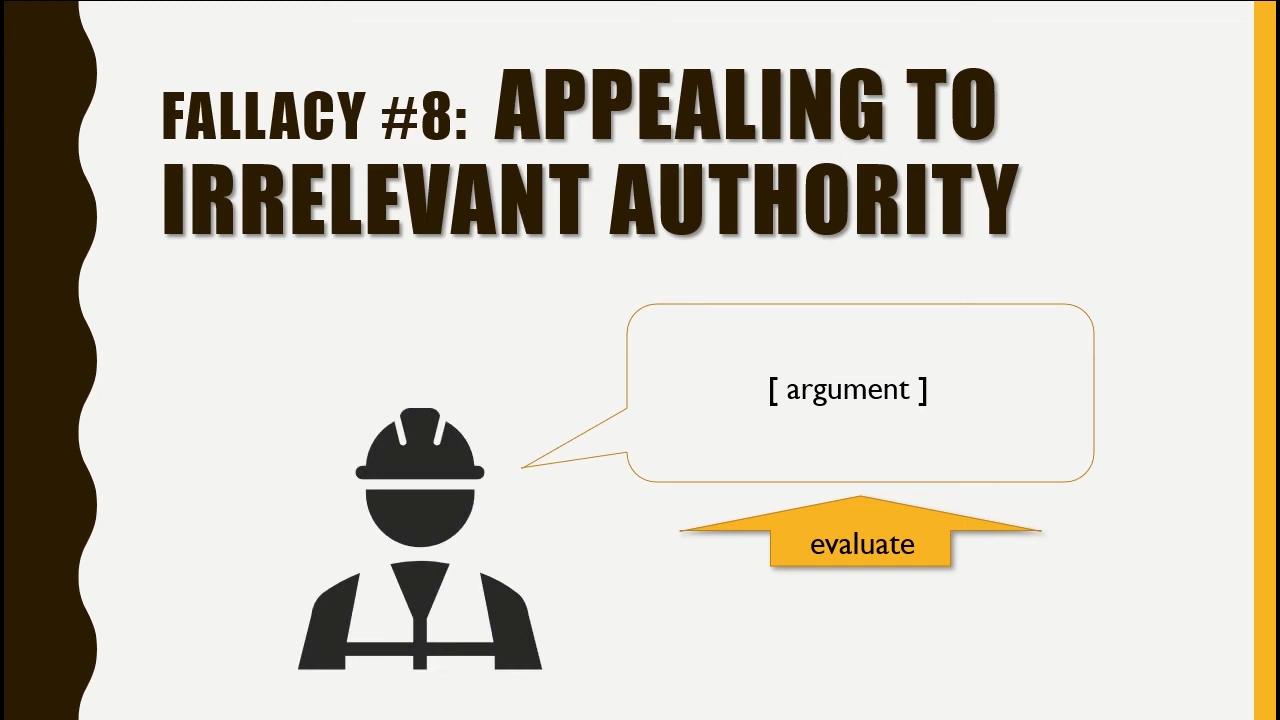 FALLACY #8: APPEALING TO
IRRELEVANT AUTHORITY
[ argument ]
evaluate